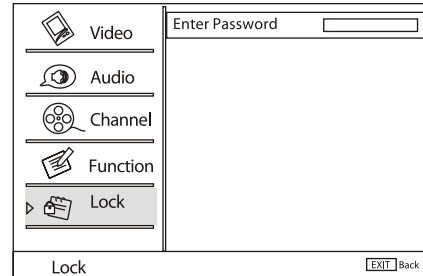 Video
Audio
Channel
Function
Lock
Enter Password
Lock
EXIT Back